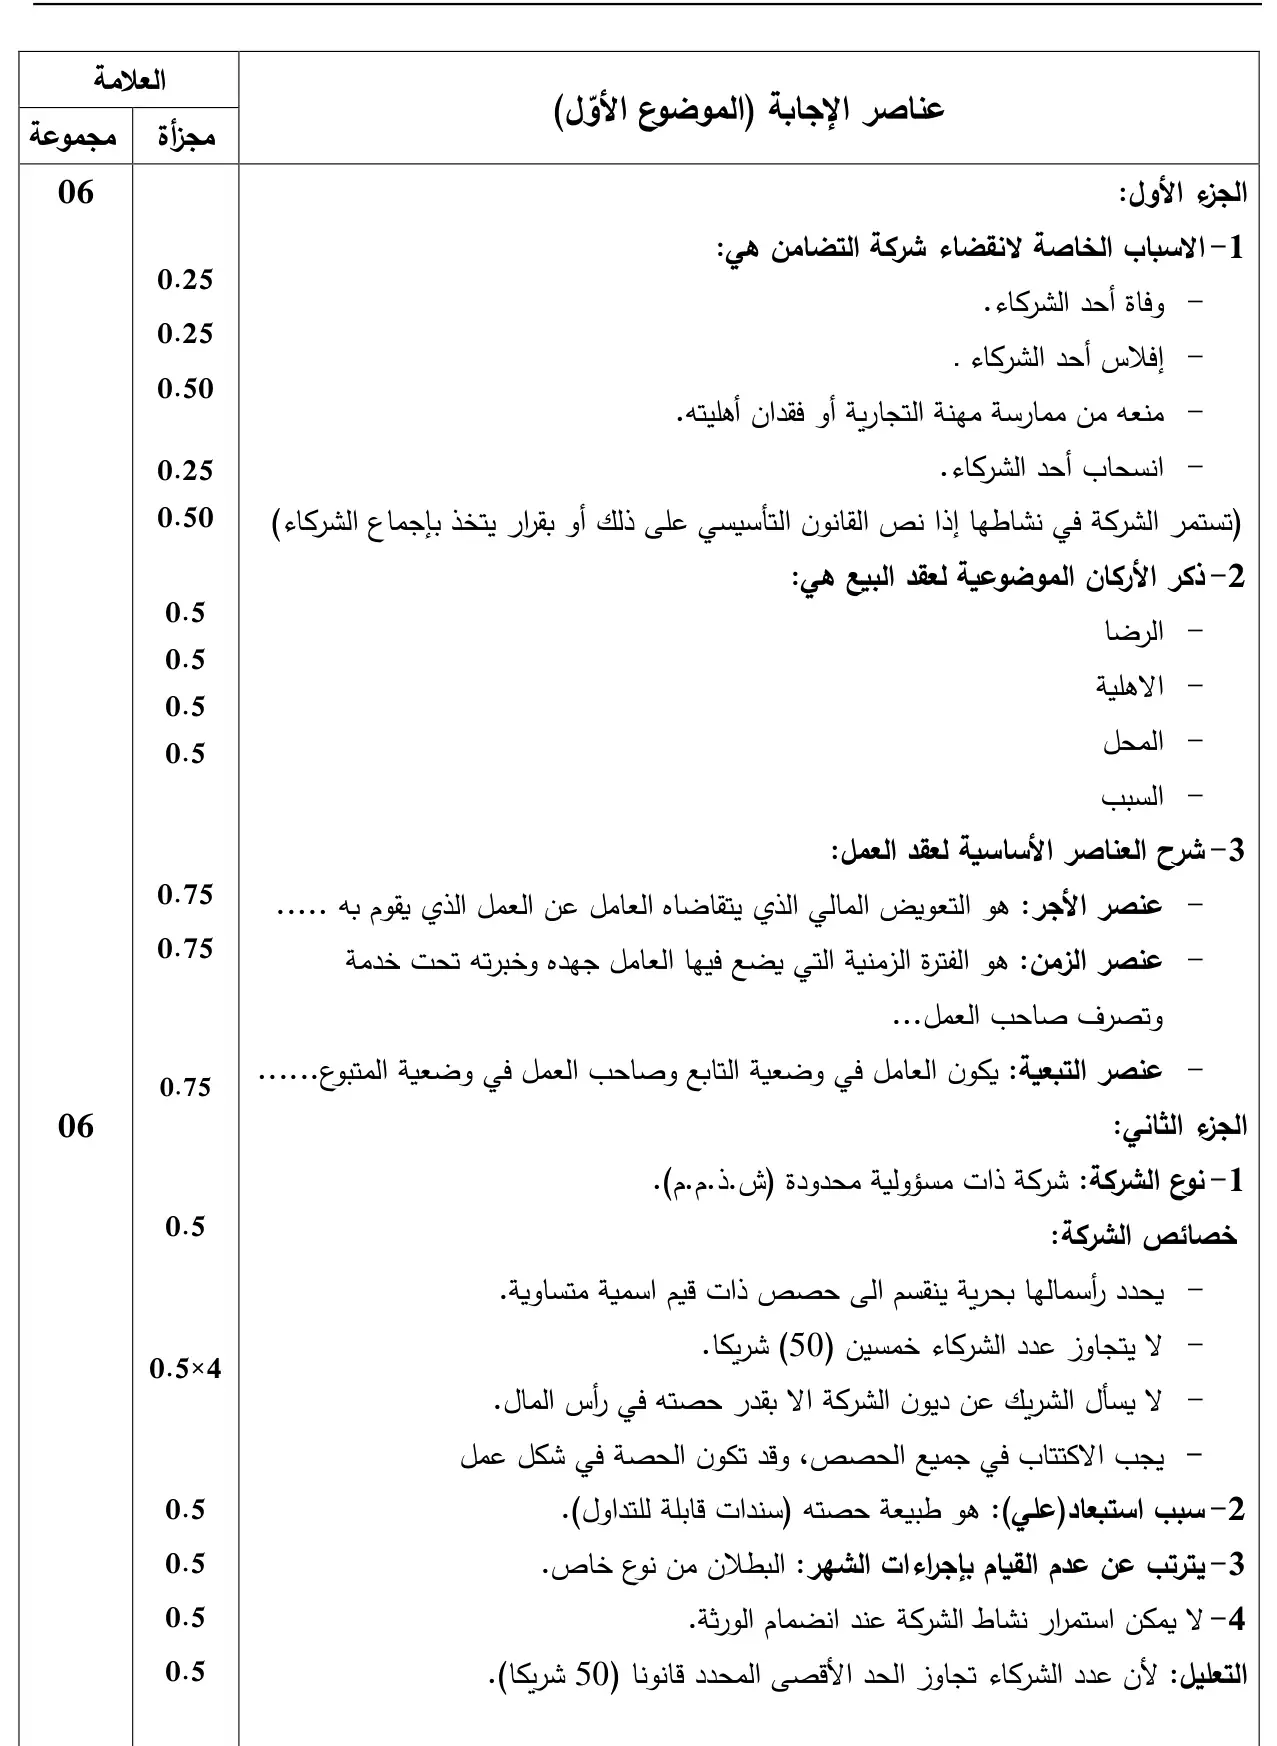 العلامة
عناصر الإجابة (الموضوع الأوّل)
مجموعة مجزأة
06 الجزء الأول:
1- الاسباب الخاصة لانقضاء شركة التضامن هي:
0.25 - وفاة أحد الشركاء.
0.25 - إفلاس أحد الشركاء .
0.50 - منعه من ممارسة مهنة التجارية أو فقدان أهليته.
0.25 - انسحاب أحد الشركاء.
0.50 (تستمر الشركة في نشاطها إذا نص القانون التأسيسي على ذلك أو بقرار يتخذ بإجماع الشركاء)
2- ذكر الأركان الموضوعية لعقد البيع هي:
0.5 - الرضا
0.5 - الاهلية
0.5 - المحل
0.5 - السبب
3- شرح العناصر الأساسية لعقد العمل:
0.75 - عنصر الأجر: هو التعويض المالي الذي يتقاضاه العامل عن العمل الذي يقوم به .....
0.75 - عنصر الزمن: هو الفترة الزمنية التي يضع فيها العامل جهده وخبرته تحت خدمة
وتصرف صاحب العمل...
0.75 - عنصر التبعية: يكون العامل في وضعية التابع وصاحب العمل في وضعية المتبوع......
06 الجزء الثاني:
1- نوع الشركة: شركة ذات مسؤولية محدودة (ش.ذ.م.م).
0.5 خصائص الشركة:
- يحدد رأسمالها بحرية ينقسم الى حصص ذات قيم اسمية متساوية.
- لا يتجاوز عدد الشركاء خمسين (50) شريكا.
0.5×4 - لا يسأل الشريك عن ديون الشركة الا بقدر حصته في رأس المال.
- يجب الاكتتاب في جميع الحصص، وقد تكون الحصة في شكل عمل
0.5 2- سبب استبعاد(علي): هو طبيعة حصته (سندات قابلة للتداول).
0.5 3- يترتب عن عدم القيام بإجراءات الشهر: البطلان من نوع خاص.
0.5 4- لا يمكن استمرار نشاط الشركة عند انضمام الورثة.
0.5 التعليل: لأن عدد الشركاء تجاوز الحد الأقصى المحدد قانونا (50 شريكا).